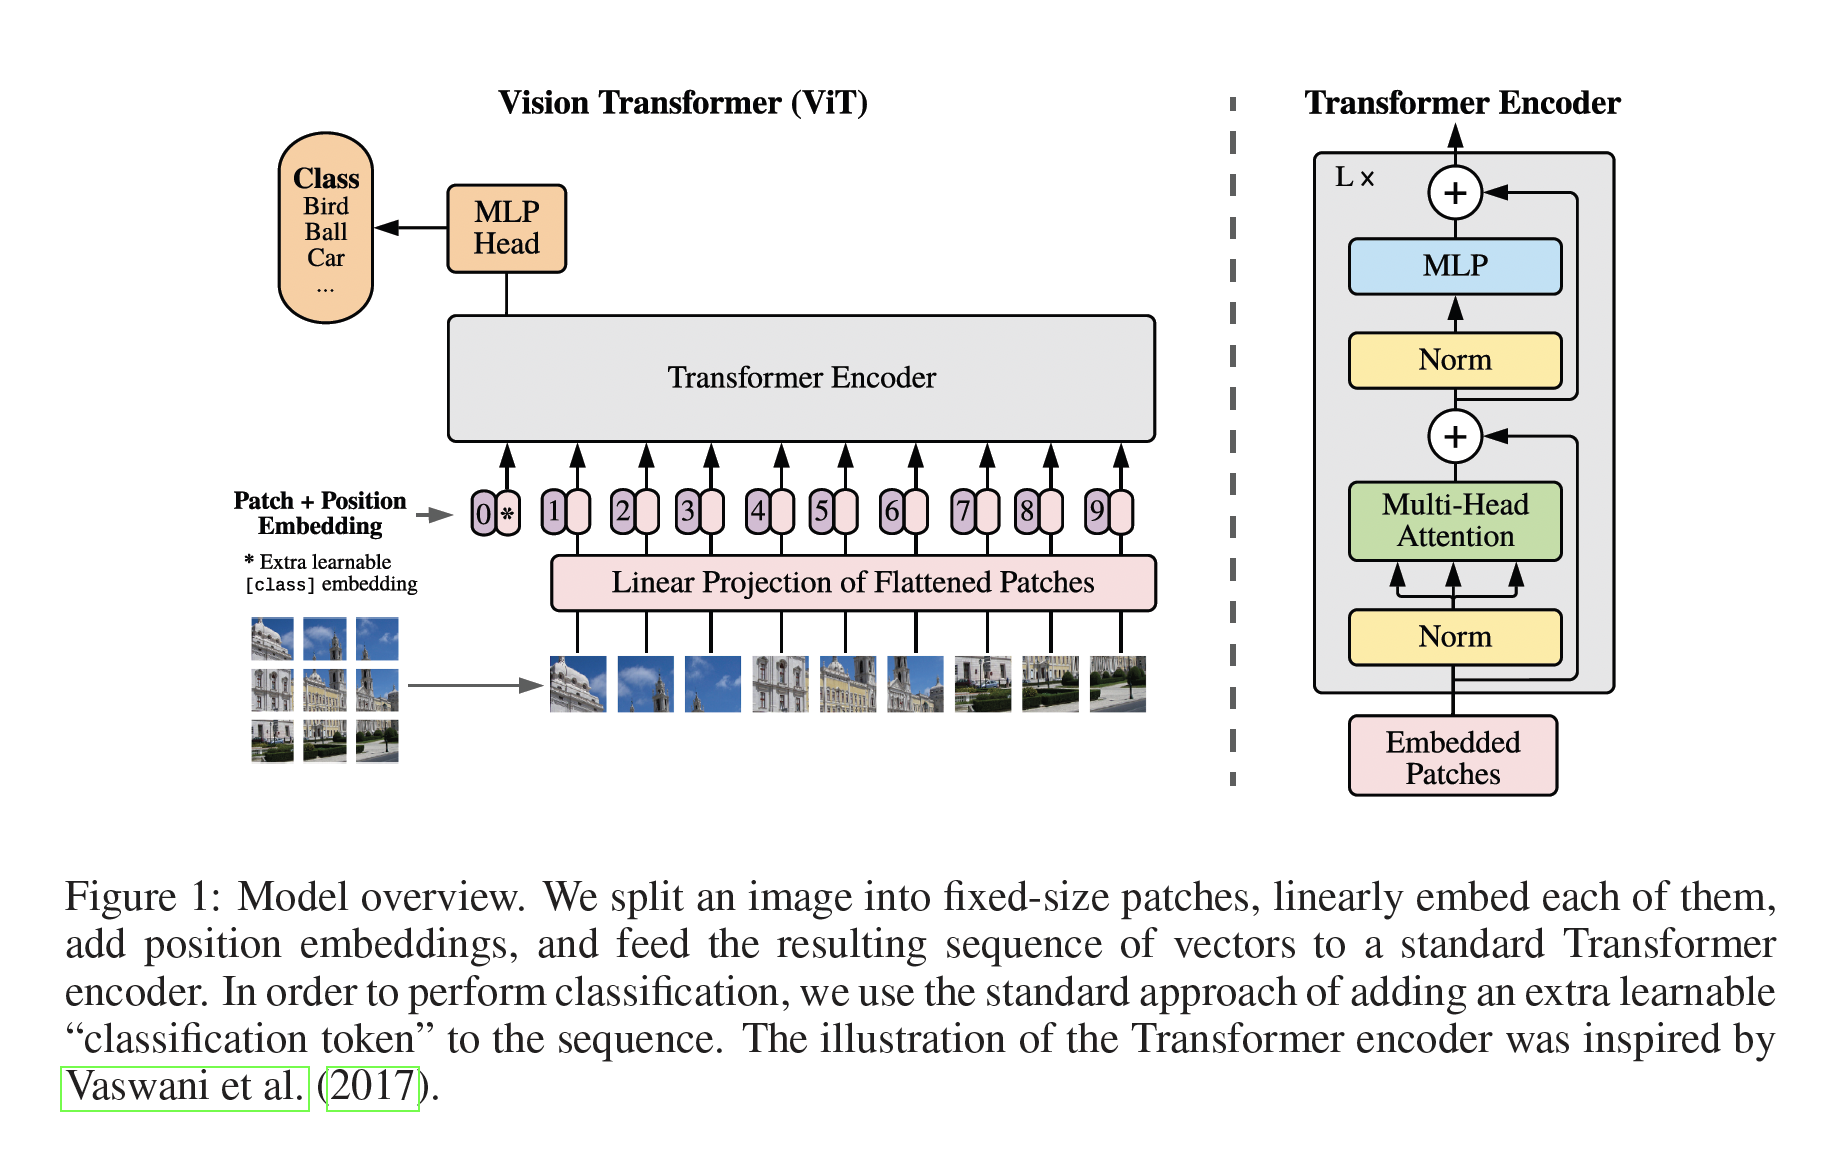 Vision Transformer (ViT)
Class
Bird
Ball
Car
...
MLP
Head
Transformer Encoder
Patch + Position
Embedding
* Extra learnable
[class] embedding
0 * 1 2 3 4 5 6 7 8 9
Linear Projection of Flattened Patches
Transformer Encoder
L ×
+
MLP
Norm
+
Multi-Head
Attention
Norm
Embedded
Patches
Figure 1: Model overview. We split an image into fixed-size patches, linearly embed each of them,
add position embeddings, and feed the resulting sequence of vectors to a standard Transformer
encoder. In order to perform classification, we use the standard approach of adding an extra learnable
“classification token” to the sequence. The illustration of the Transformer encoder was inspired by
Vaswani et al. (2017).